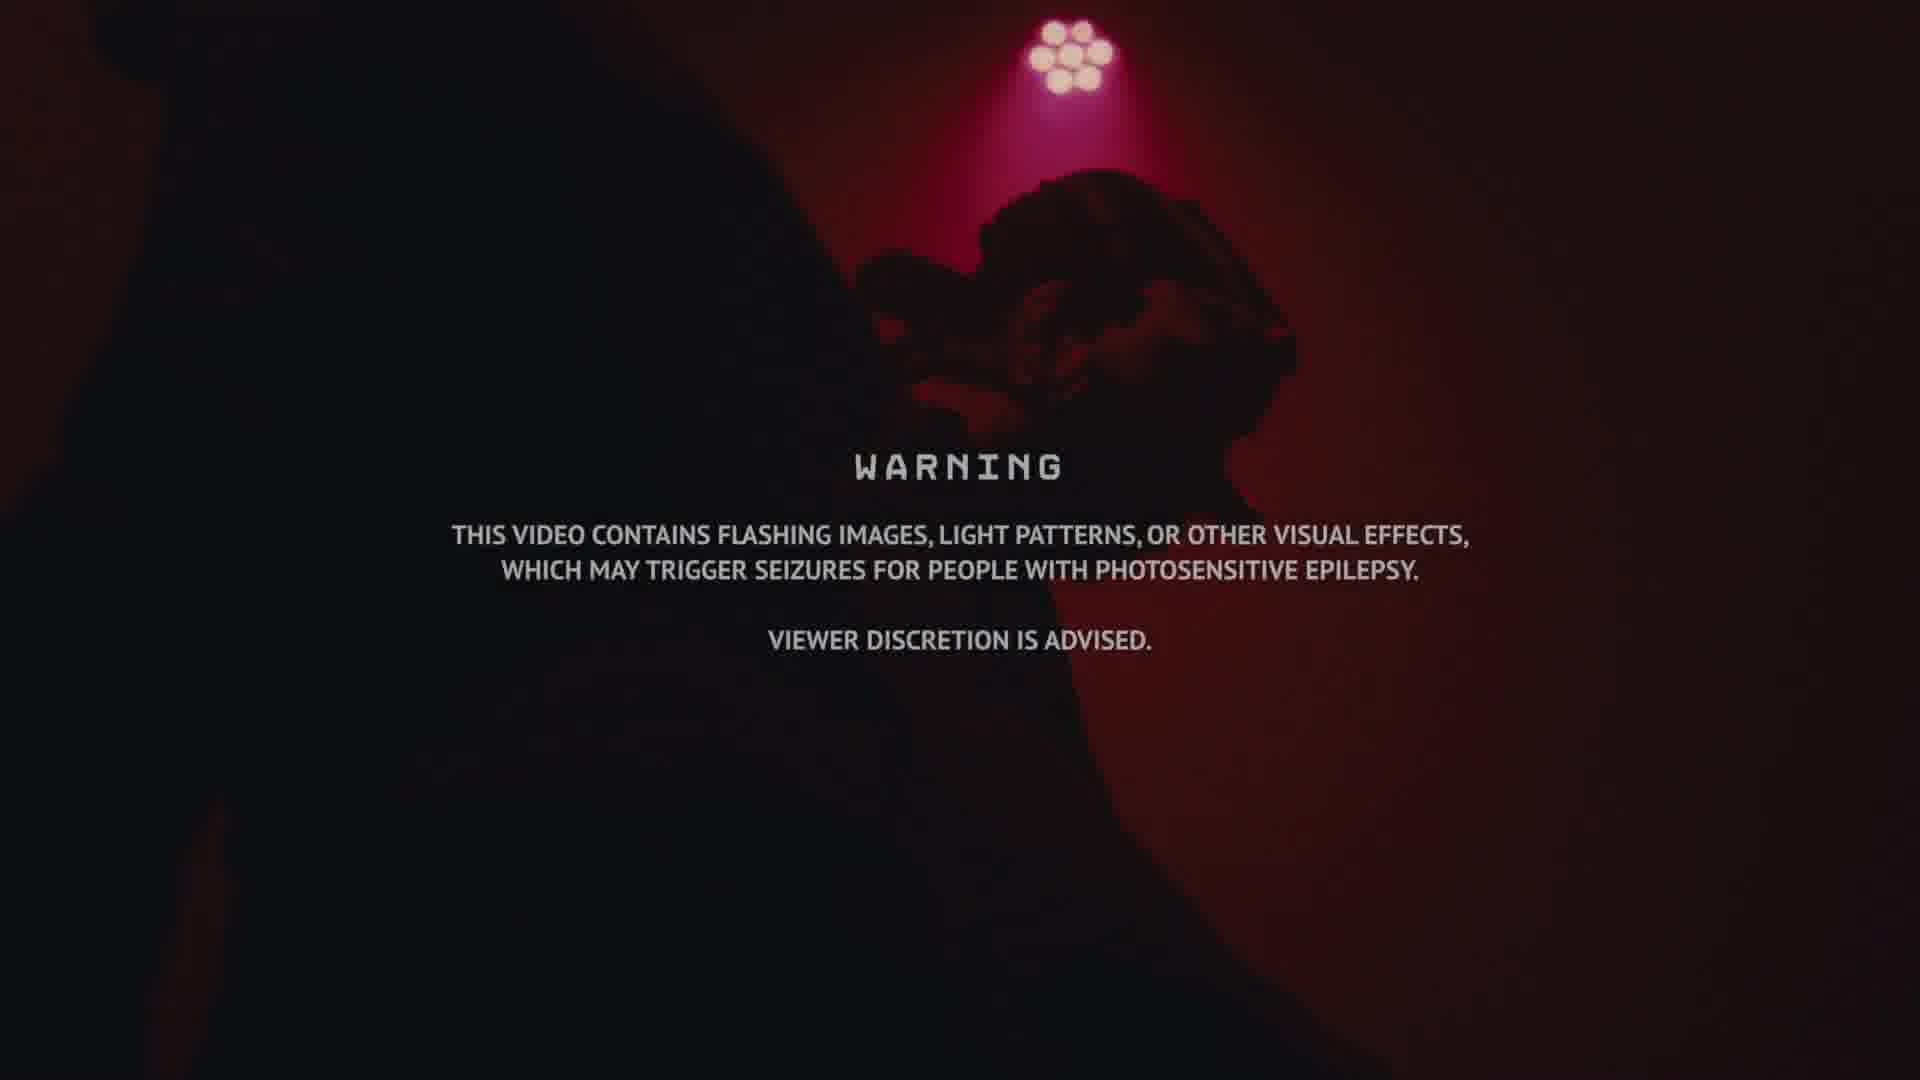 WARNING
THIS VIDEO CONTAINS FLASHING IMAGES, LIGHT PATTERNS, OR OTHER VISUAL EFFECTS,
WHICH MAY TRIGGER SEIZURES FOR PEOPLE WITH PHOTOSENSITIVE EPILEPSY.
VIEWER DISCRETION IS ADVISED.